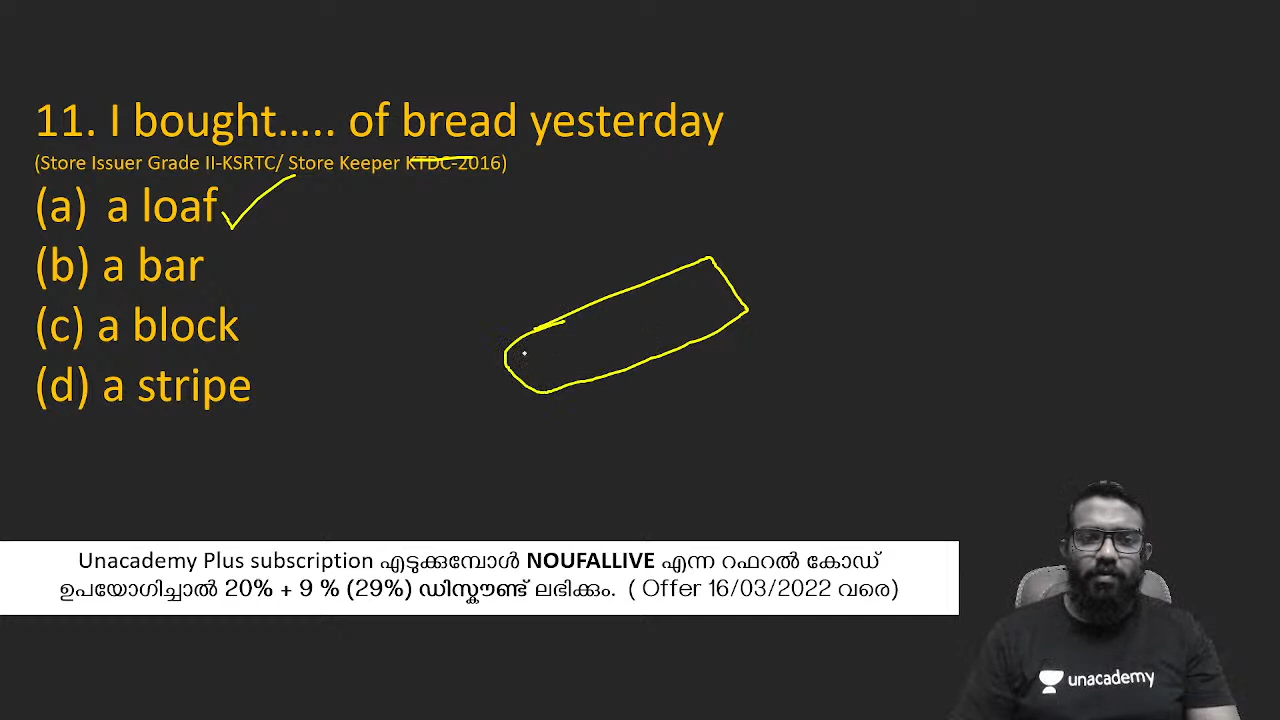 11. I bought..... of bread yesterday
(Store Issuer Grade II-KSRTC/ Store Keeper KTDC-2016)
(a) a loaf
(b) a bar
(c) a block
(d) a stripe
Unacademy Plus subscription എടുക്കുമ്പോൾ NOUFALLIVE എന്ന റഫറൽ കോഡ്
ഉപയോഗിച്ചാൽ 20% + 9 % (29%) ഡിസ്കൗണ്ട് ലഭിക്കും. ( Offer 16/03/2022 വരെ)
unacademy